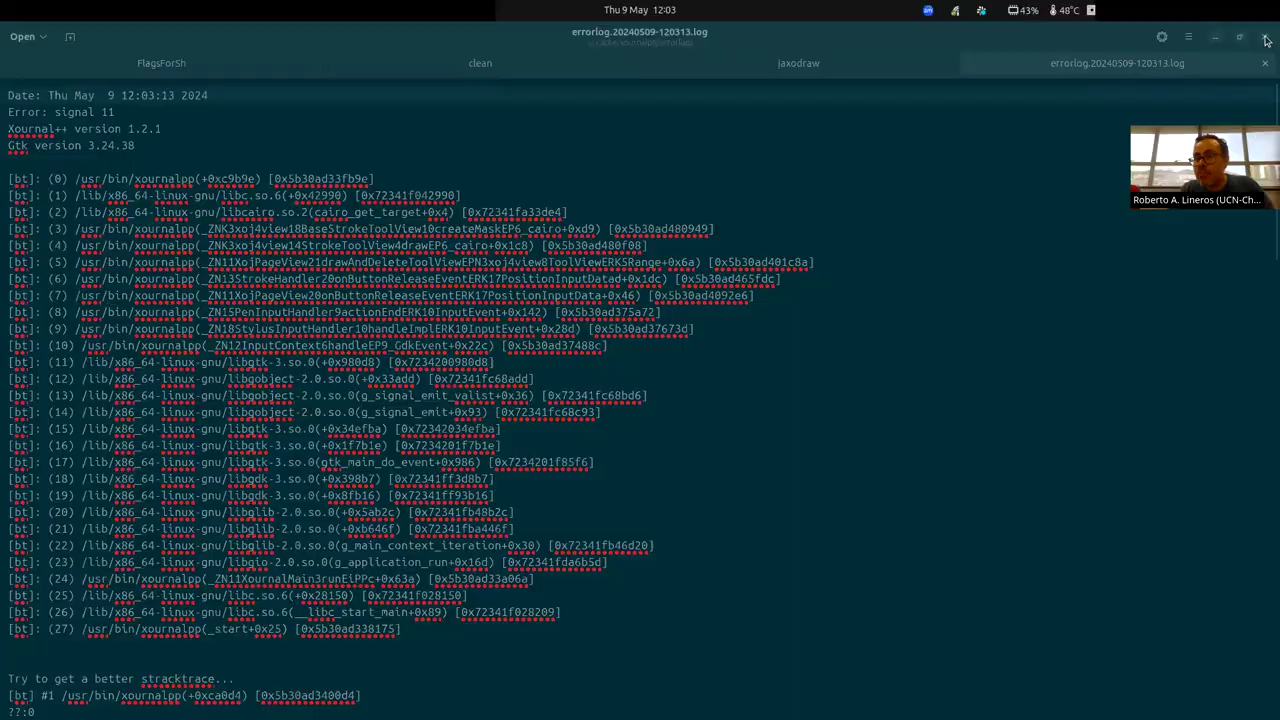 Thu 9 May 12:03
43%
48°C
Open
errorlog.20240509-120313.log
FlagsForSh
clean
jaxodraw
errorlog.20240509-120313.log
Date: Thu May  9 12:03:13 2024
Error: signal 11
Xournal++ version 1.2.1
Gtk version 3.24.38
[bt]: (0) /usr/bin/xournalpp(+0xc9b9e) [0x5b30ad33fb9e]
[bt]: (1) /lib/x86_64-linux-gnu/libc.so.6(+0x42990) [0x72341f042990]
[bt]: (2) /lib/x86_64-linux-gnu/libcairo.so.2(cairo_get_target+0x4) [0x72341fa33de4]
[bt]: (3) /usr/bin/xournalpp(_ZNK3xoj4view18BaseStrokeToolView10createMaskEP6_cairo+0xd9) [0x5b30ad480949]
[bt]: (4) /usr/bin/xournalpp(_ZNK3xoj4view14StrokeToolView4drawEP6_cairo+0x1c8) [0x5b30ad480f08]
[bt]: (5) /usr/bin/xournalpp(_ZN11XojPageView21drawAndDeleteToolViewEPN3xoj4view8ToolViewERK5Range+0x6a) [0x5b30ad401c8a]
[bt]: (6) /usr/bin/xournalpp(_ZN13StrokeHandler20onButtonReleaseEventERK17PositionInputDatad+0x1dc) [0x5b30ad465fdc]
[bt]: (7) /usr/bin/xournalpp(_ZN11XojPageView20onButtonReleaseEventERK17PositionInputData+0x46) [0x5b30ad4092e6]
[bt]: (8) /usr/bin/xournalpp(_ZN15PenInputHandler9actionEndERK10InputEvent+0x142) [0x5b30ad375a72]
[bt]: (9) /usr/bin/xournalpp(_ZN18StylusInputHandler10handleImplERK10InputEvent+0x28d) [0x5b30ad37673d]
[bt]: (10) /usr/bin/xournalpp(_ZN12InputContext6handleEP9_GdkEvent+0x22c) [0x5b30ad37488c]
[bt]: (11) /lib/x86_64-linux-gnu/libgtk-3.so.0(+0x980d8) [0x7234200980d8]
[bt]: (12) /lib/x86_64-linux-gnu/libgobject-2.0.so.0(+0x33add) [0x72341fc68add]
[bt]: (13) /lib/x86_64-linux-gnu/libgobject-2.0.so.0(g_signal_emit_valist+0x36) [0x72341fc68bd6]
[bt]: (14) /lib/x86_64-linux-gnu/libgobject-2.0.so.0(g_signal_emit+0x93) [0x72341fc68c93]
[bt]: (15) /lib/x86_64-linux-gnu/libgtk-3.so.0(+0x34efba) [0x72342034efba]
[bt]: (16) /lib/x86_64-linux-gnu/libgtk-3.so.0(+0x1f7b1e) [0x7234201f7b1e]
[bt]: (17) /lib/x86_64-linux-gnu/libgtk-3.so.0(gtk_main_do_event+0x986) [0x7234201f85f6]
[bt]: (18) /lib/x86_64-linux-gnu/libgdk-3.so.0(+0x398b7) [0x72341ff3d8b7]
[bt]: (19) /lib/x86_64-linux-gnu/libgdk-3.so.0(+0x8fb16) [0x72341ff93b16]
[bt]: (20) /lib/x86_64-linux-gnu/libglib-2.0.so.0(+0x5ab2c) [0x72341fb48b2c]
[bt]: (21) /lib/x86_64-linux-gnu/libglib-2.0.so.0(+0xb646f) [0x72341fba446f]
[bt]: (22) /lib/x86_64-linux-gnu/libglib-2.0.so.0(g_main_context_iteration+0x30) [0x72341fb46d20]
[bt]: (23) /lib/x86_64-linux-gnu/libgio-2.0.so.0(g_application_run+0x16d) [0x72341fda6b5d]
[bt]: (24) /usr/bin/xournalpp(_ZN11XournalMain3runEiPPc+0x63a) [0x5b30ad33a06a]
[bt]: (25) /lib/x86_64-linux-gnu/libc.so.6(+0x28150) [0x72341f028150]
[bt]: (26) /lib/x86_64-linux-gnu/libc.so.6(__libc_start_main+0x89) [0x72341f028209]
[bt]: (27) /usr/bin/xournalpp(_start+0x25) [0x5b30ad338175]
Try to get a better stracktrace...
[bt] #1 /usr/bin/xournalpp(+0xca0d4) [0x5b30ad3400d4]
??:0
Roberto A. Lineros (UCN-Ch...